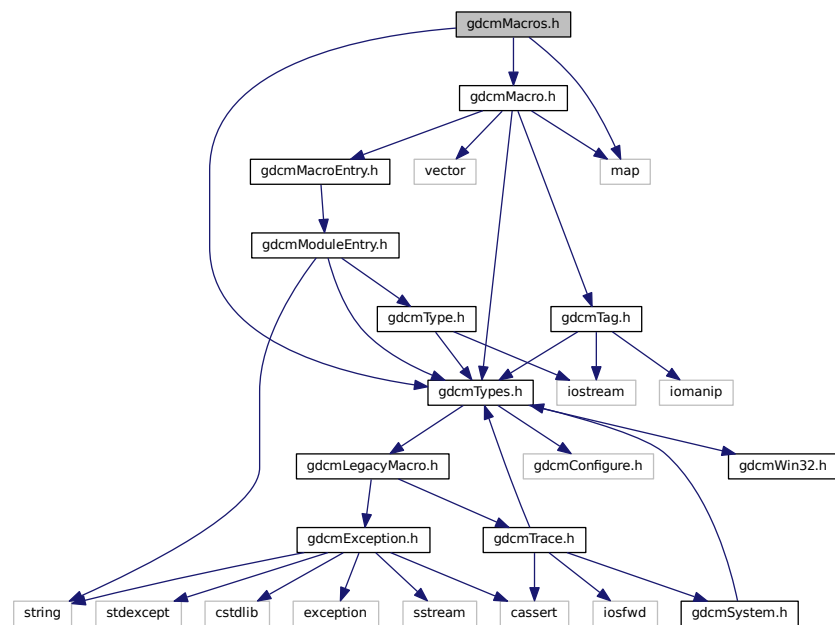 gdcmMacros.h
gdcmMacro.h
gdcmMacroEntry.h
vector
map
gdcmModuleEntry.h
gdcmType.h
gdcmTag.h
gdcmTypes.h
iostream
iomanip
gdcmLegacyMacro.h
gdcmConfigure.h
gdcmWin32.h
gdcmException.h
gdcmTrace.h
string
stdexcept
cstdlib
exception
sstream
cassert
iosfwd
gdcmSystem.h